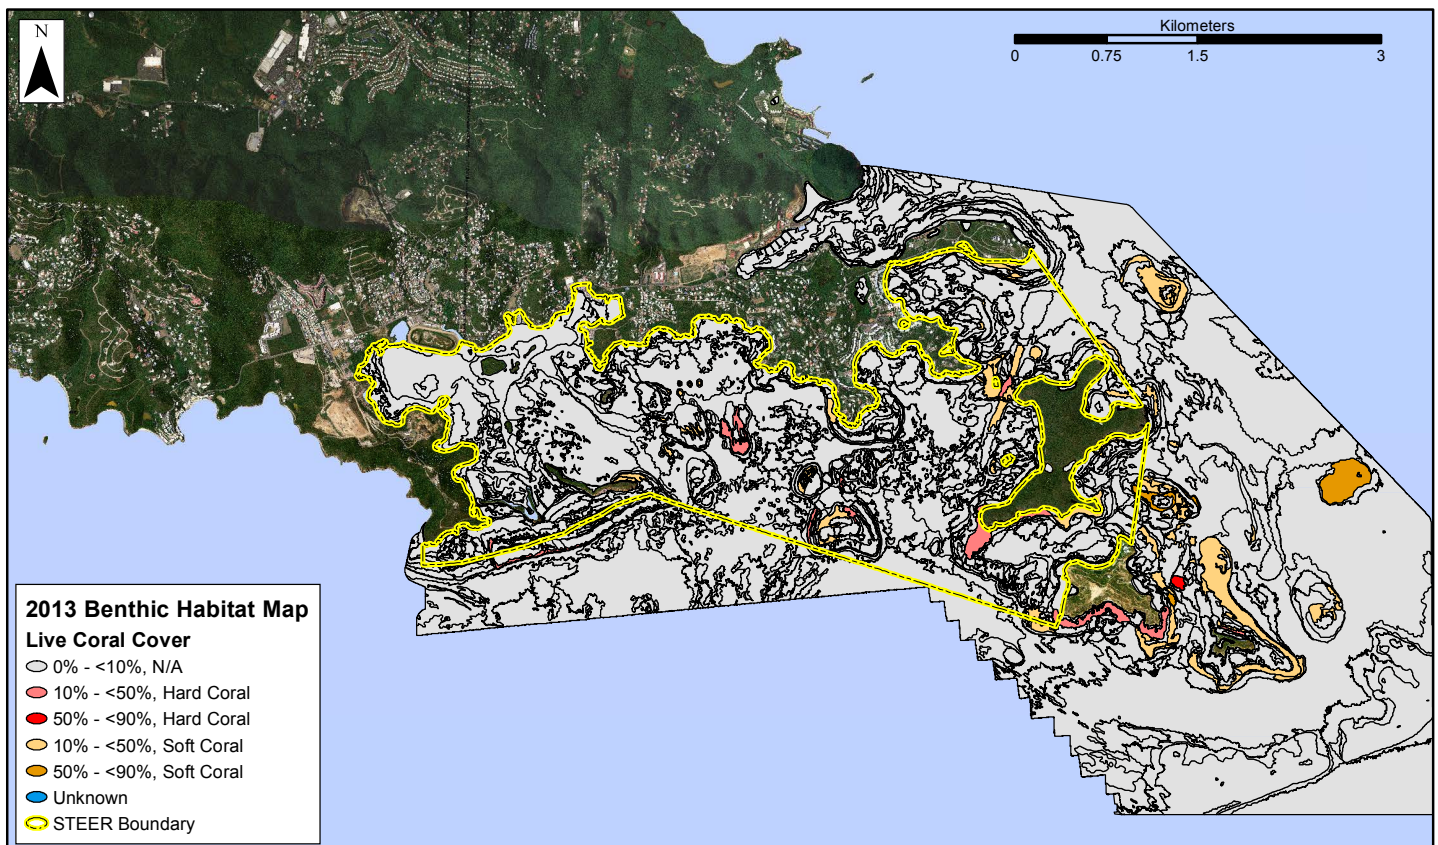 N
Kilometers
0 0.75 1.5 3
2013 Benthic Habitat Map
Live Coral Cover
0% - <10%, N/A
10% - <50%, Hard Coral
50% - <90%, Hard Coral
10% - <50%, Soft Coral
50% - <90%, Soft Coral
Unknown
STEER Boundary